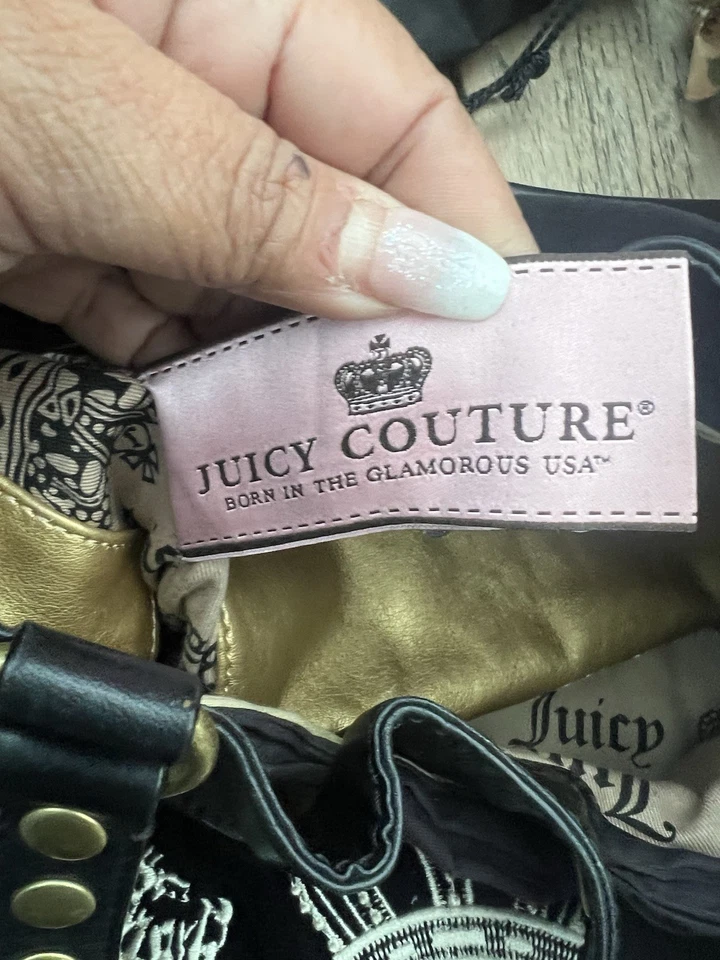 JUICY COUTURE®
BORN IN THE GLAMOROUS USA™
Juicy